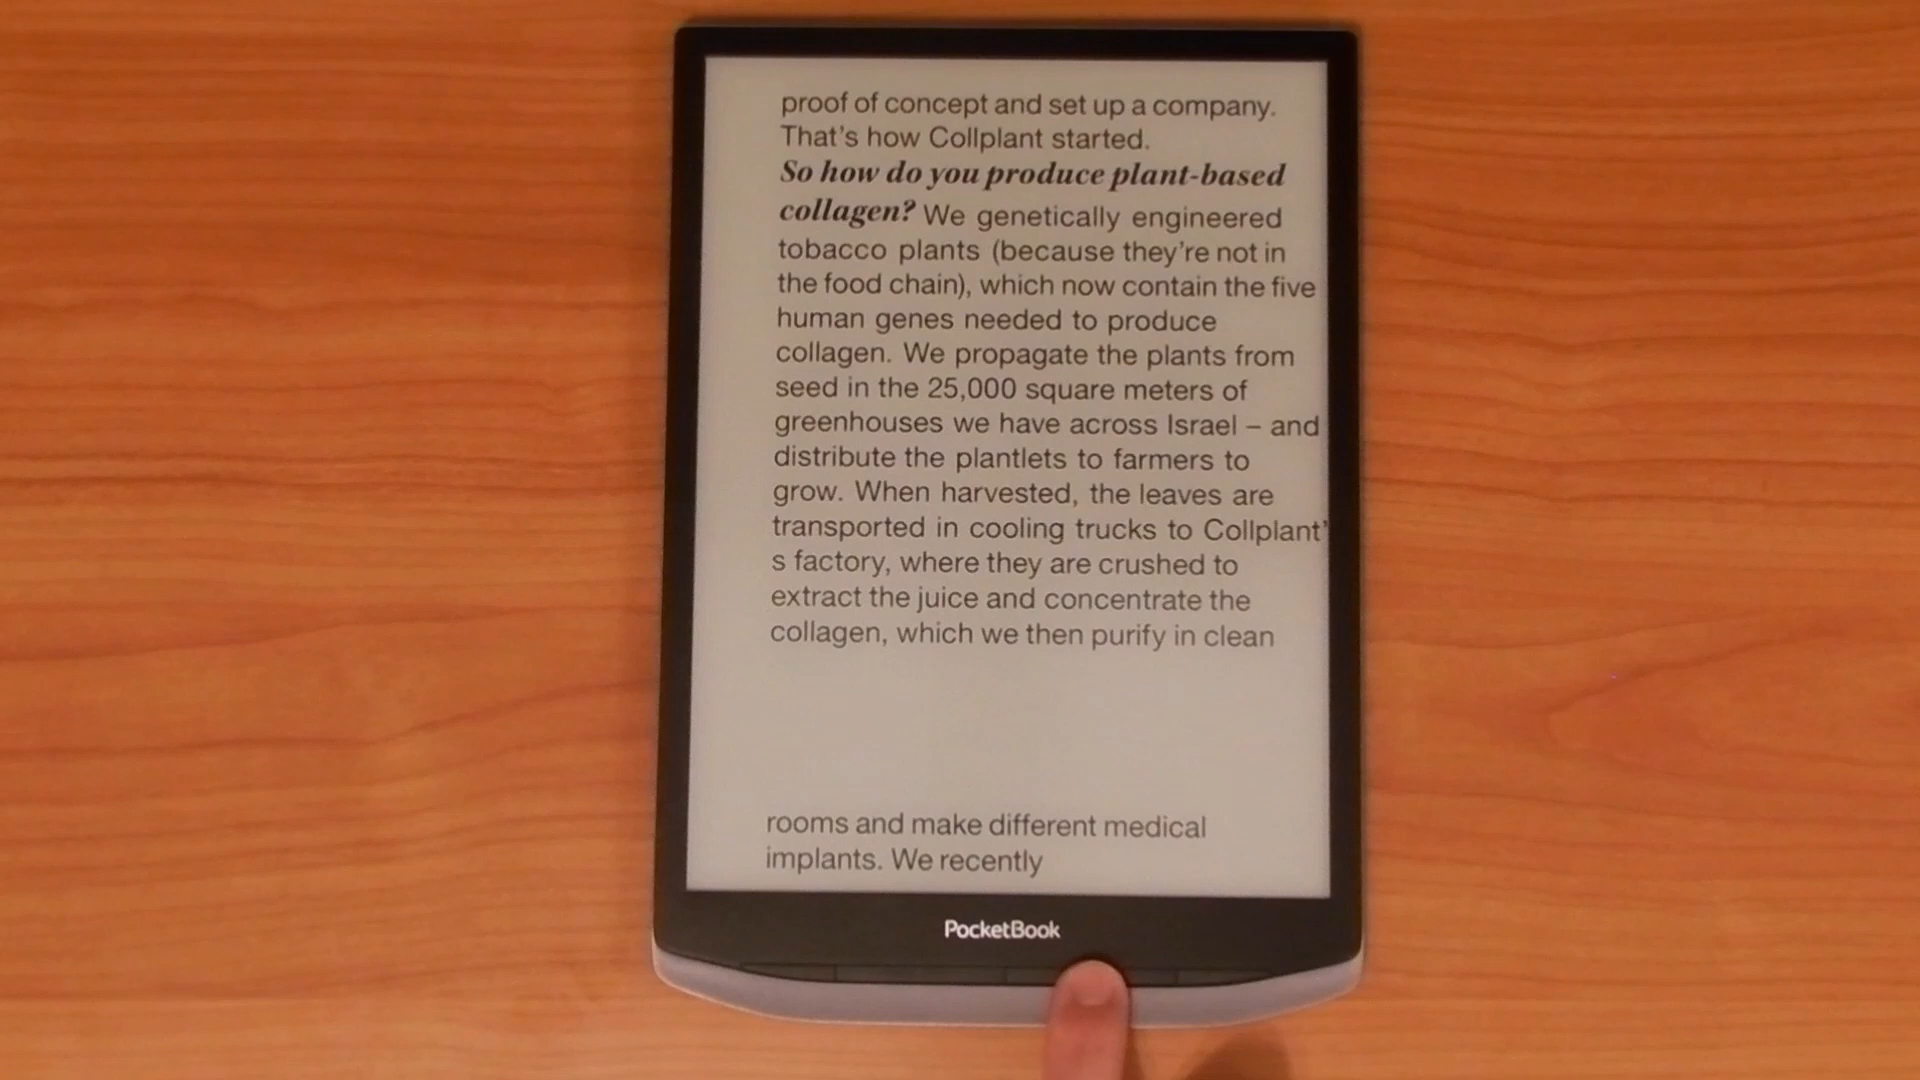 proof of concept and set up a company.
That's how Collplant started.
So how do you produce plant-based
collagen? We genetically engineered
tobacco plants (because they're not in
the food chain), which now contain the five
human genes needed to produce
collagen. We propagate the plants from
seed in the 25,000 square meters of
greenhouses we have across Israel – and
distribute the plantlets to farmers to
grow. When harvested, the leaves are
transported in cooling trucks to Collplant'
s factory, where they are crushed to
extract the juice and concentrate the
collagen, which we then purify in clean
rooms and make different medical
implants. We recently
PocketBook